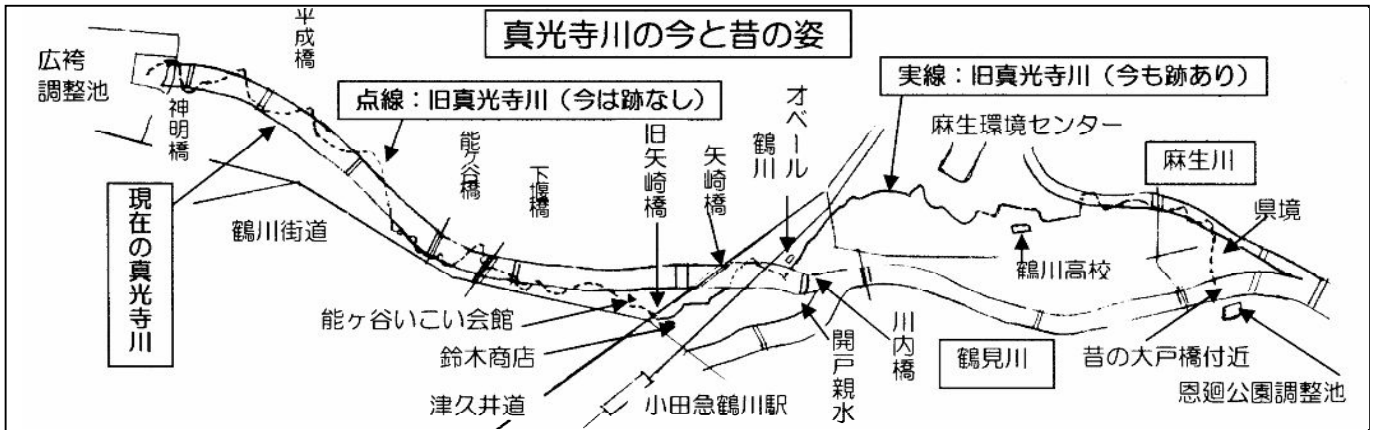 真光寺川の今と昔の姿
広袴
調整池
神明橋
平成橋
点線：旧真光寺川（今は跡なし）
能ヶ谷橋
下堰橋
旧矢崎橋
矢崎橋
オベール
鶴川
実線：旧真光寺川（今も跡あり）
麻生環境センター
麻生川
県境
現在の真光寺川
鶴川街道
能ヶ谷いこい会館
鈴木商店
津久井道
小田急鶴川駅
開戸親水
川内橋
鶴見川
鶴川高校
昔の大戸橋付近
恩廻公園調整池